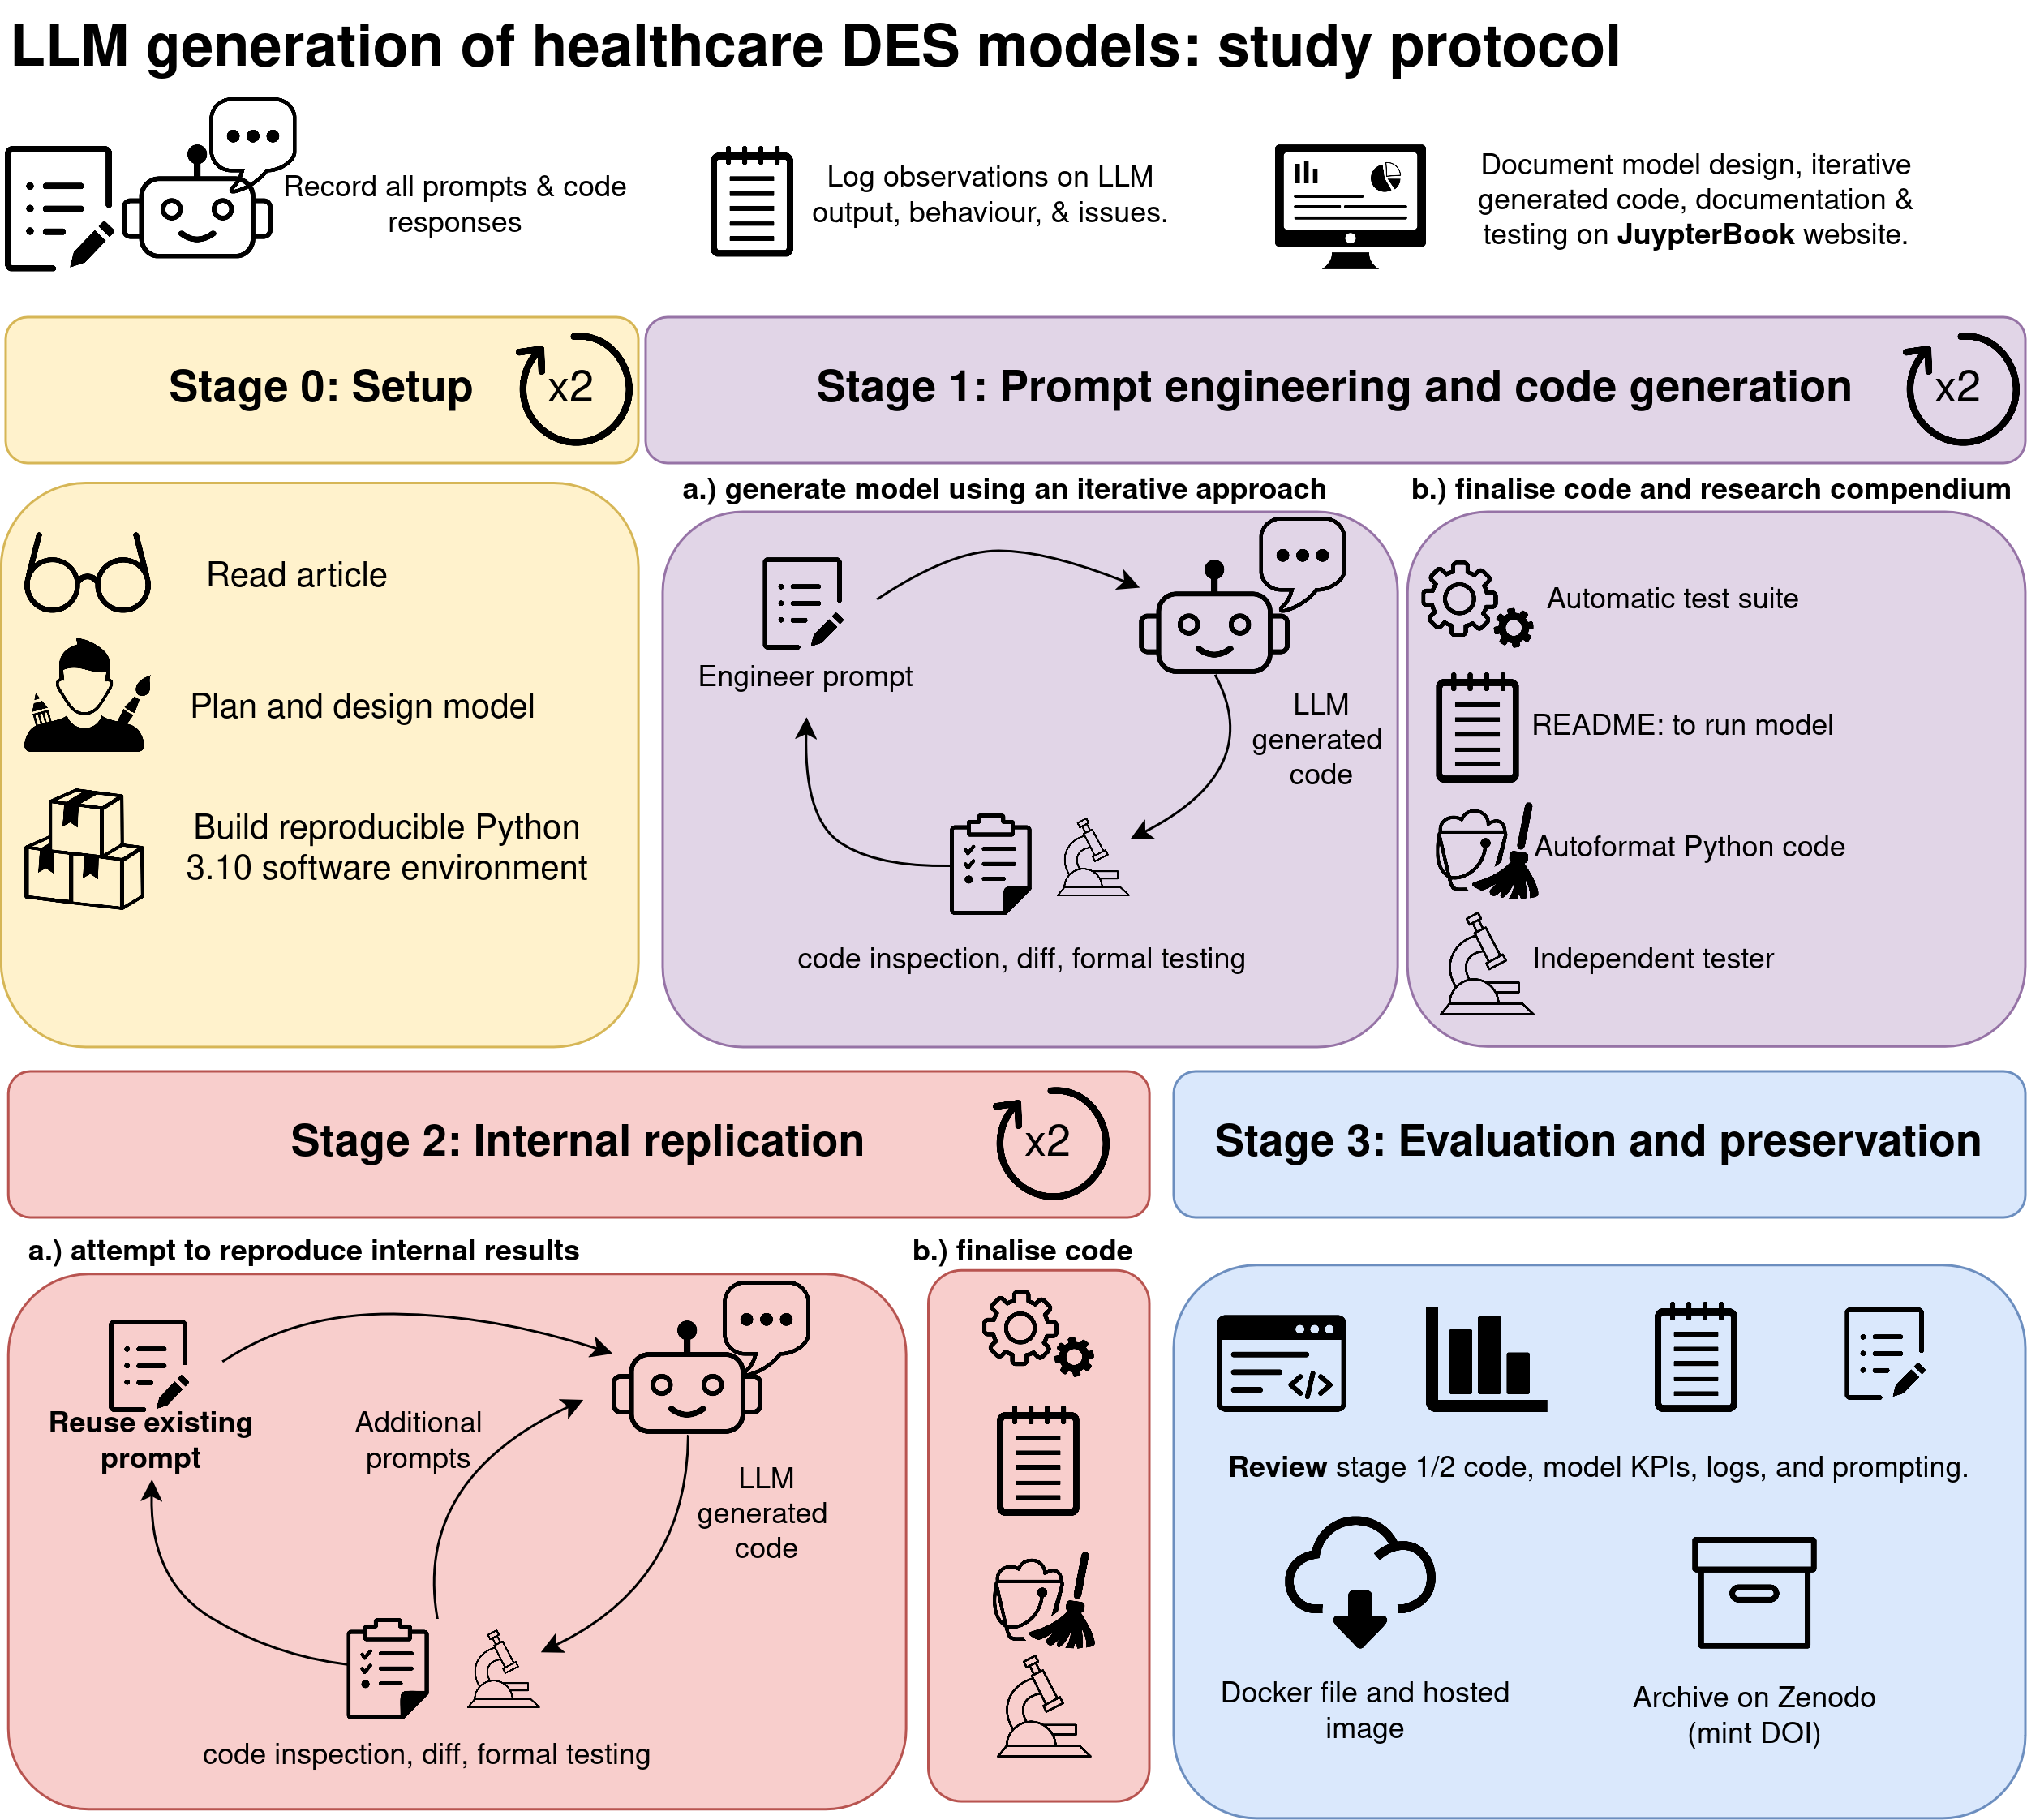 LLM generation of healthcare DES models: study protocol
Record all prompts & code
responses
Log observations on LLM
output, behaviour, & issues.
Document model design, iterative
generated code, documentation &
testing on JuypterBook website.
Stage 0: Setup
x2
Stage 1: Prompt engineering and code generation
x2
Read article
Plan and design model
Build reproducible Python
3.10 software environment
a.) generate model using an iterative approach
Engineer prompt
LLM
generated
code
code inspection, diff, formal testing
b.) finalise code and research compendium
Automatic test suite
README: to run model
Autoformat Python code
Independent tester
Stage 2: Internal replication
x2
Stage 3: Evaluation and preservation
a.) attempt to reproduce internal results
Reuse existing
prompt
Additional
prompts
LLM
generated
code
code inspection, diff, formal testing
b.) finalise code
</>
Review stage 1/2 code, model KPIs, logs, and prompting.
Docker file and hosted
image
Archive on Zenodo
(mint DOI)